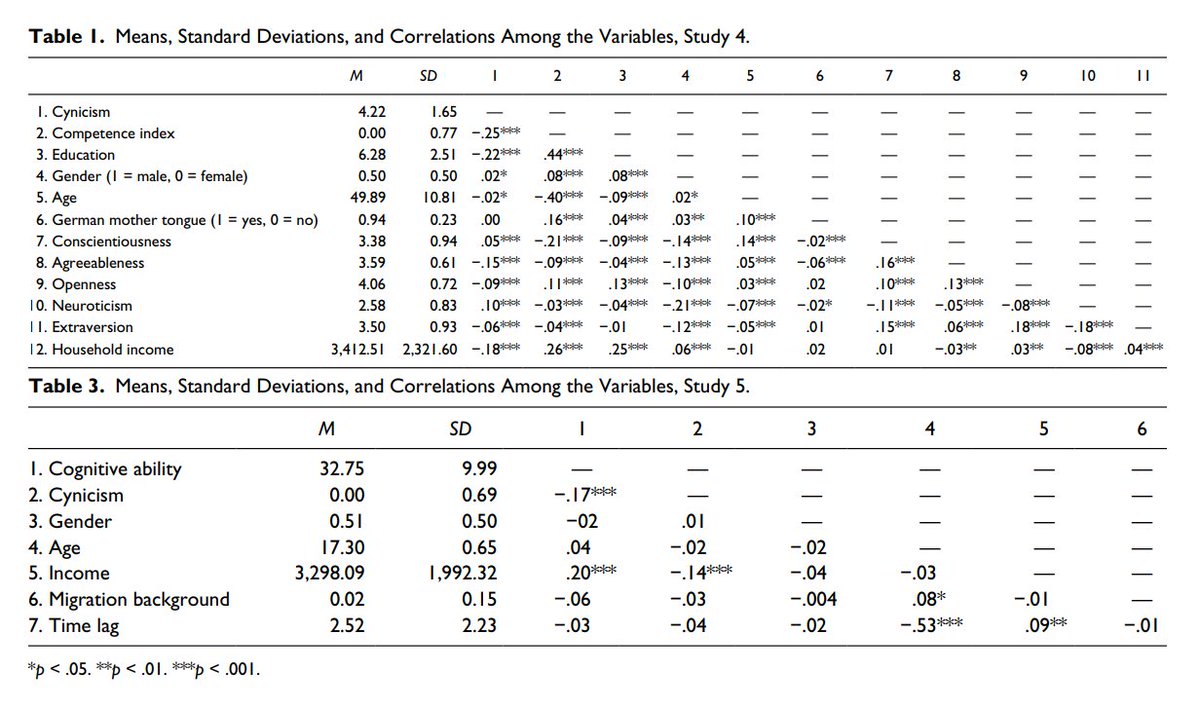 Table 1. Means, Standard Deviations, and Correlations Among the Variables, Study 4.
M SD 1 2 3 4 5 6 7 8 9 10 11
1. Cynicism 4.22 1.65 — — — — — — — — — — —
2. Competence index 0.00 0.77 −.25*** — — — — — — — — — —
3. Education 6.28 2.51 −.22*** .44*** — — — — — — — — —
4. Gender (1 = male, 0 = female) 0.50 0.50 .02* .08*** .08*** — — — — — — — —
5. Age 49.89 10.81 −.02* −.40*** −.09*** .02* — — — — — — —
6. German mother tongue (1 = yes, 0 = no) 0.94 0.23 .00 .16*** .04*** .03** .10*** — — — — — —
7. Conscientiousness 3.38 0.94 .05*** −.21*** −.09*** −.14*** .14*** −.02*** — — — — —
8. Agreeableness 3.59 0.61 −.15*** −.09*** −.04*** −.13*** .05*** −.06*** .16*** — — — —
9. Openness 4.06 0.72 −.09*** .11*** .13*** −.10*** .03*** .02 .10*** .13*** — — —
10. Neuroticism 2.58 0.83 .10*** −.03*** −.04*** −.21*** −.07*** −.02* −.11*** −.05*** −.08*** — —
11. Extraversion 3.50 0.93 −.06*** −.04*** −.01 −.12*** −.05*** .01 .15*** .06*** .18*** −.18*** —
12. Household income 3,412.51 2,321.60 −.18*** .26*** .25*** .06*** −.01 .02 .01 −.03** .03** −.08*** .04***
Table 3. Means, Standard Deviations, and Correlations Among the Variables, Study 5.
M SD 1 2 3 4 5 6
1. Cognitive ability 32.75 9.99 — — — — — —
2. Cynicism 0.00 0.69 −.17*** — — — — —
3. Gender 0.51 0.50 −02 .01 — — — —
4. Age 17.30 0.65 .04 −.02 −.02 — — —
5. Income 3,298.09 1,992.32 .20*** −.14*** −.04 −.03 — —
6. Migration background 0.02 0.15 −.06 −.03 −.004 .08* −.01 —
7. Time lag 2.52 2.23 −.03 −.04 −.02 −.53*** .09** −.01
*p < .05. **p < .01. ***p < .001.